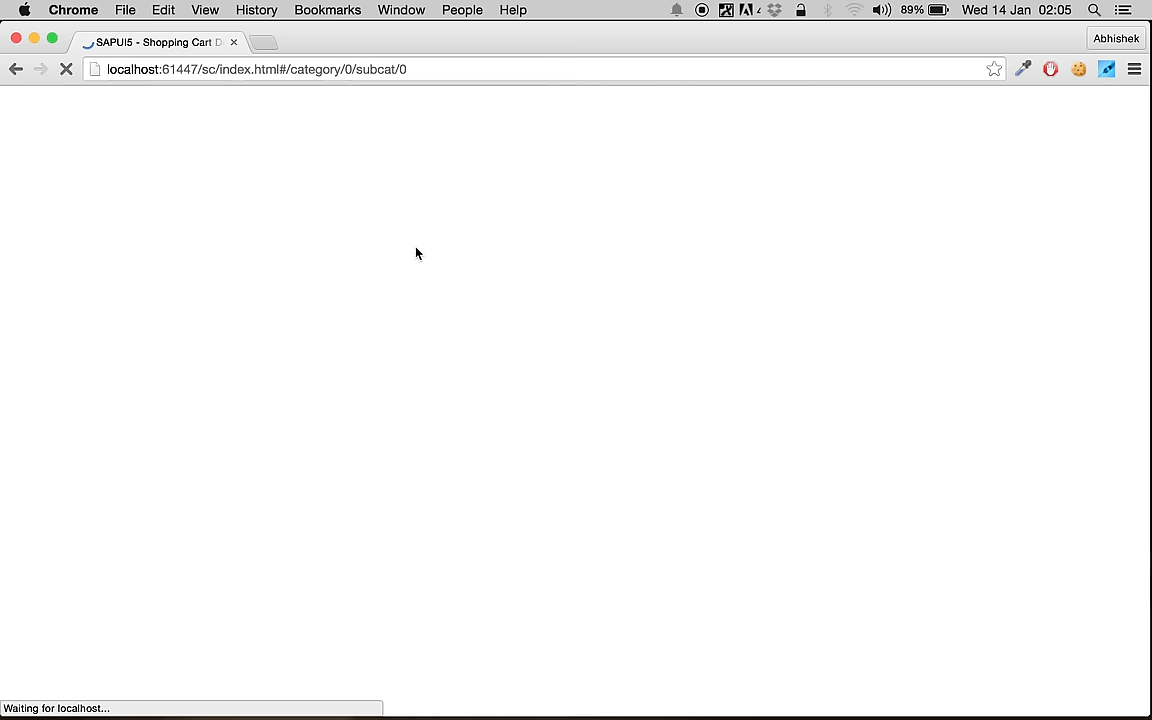 Chrome File Edit View History Bookmarks Window People Help 89% Wed 14 Jan 02:05
SAPUI5 - Shopping Cart D
Abhishek
localhost:61447/sc/index.html#/category/0/subcat/0
Waiting for localhost...